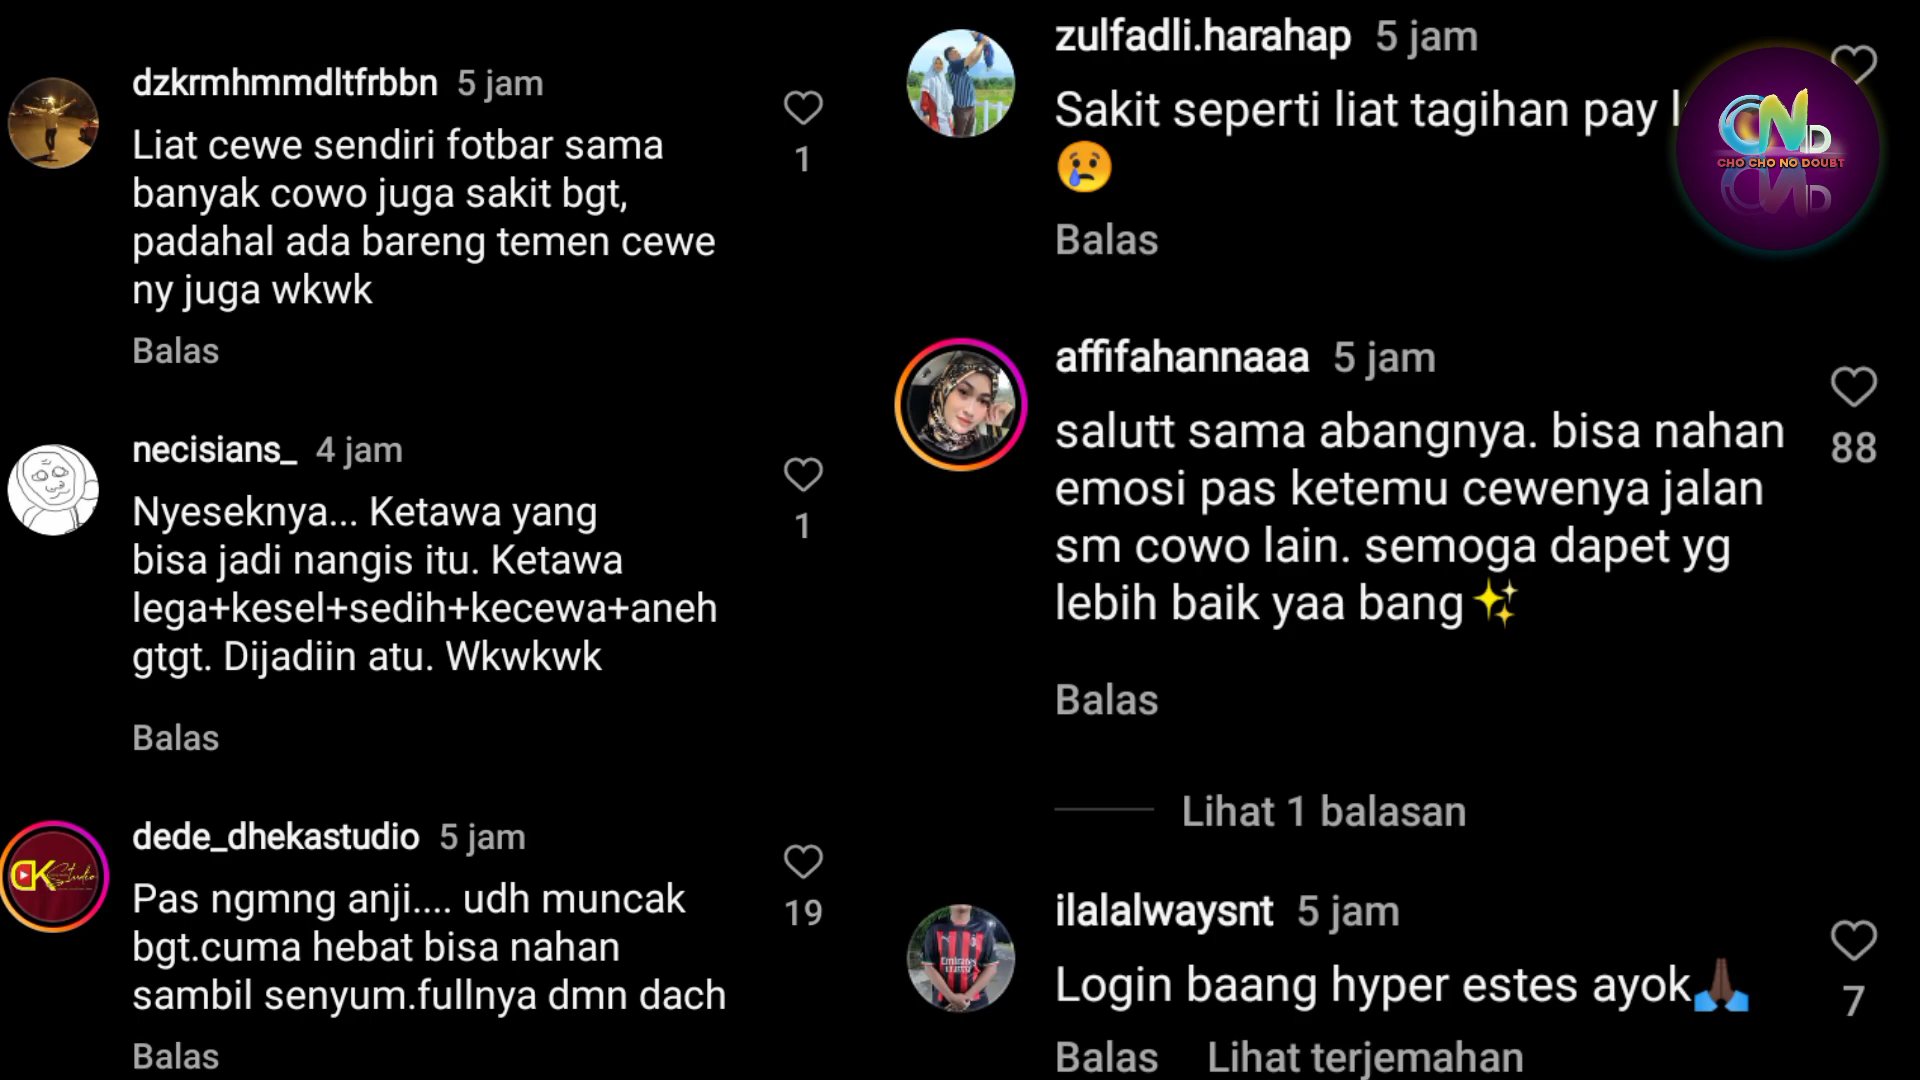 dzkrmhmmdltfrbbn 5 jam
Liat cewe sendiri fotbar sama
banyak cowo juga sakit bgt,
padahal ada bareng temen cewe
ny juga wkwk
1
Balas
necisians_ 4 jam
Nyeseknya... Ketawa yang
bisa jadi nangis itu. Ketawa
lega+kesel+sedih+kecewa+aneh
gtgt. Dijadiin atu. Wkwkwk
1
Balas
dede_dhekastudio 5 jam
Pas ngmng anji.... udh muncak
bgt.cuma hebat bisa nahan
sambil senyum.fullnya dmn dach
19
Balas
DK Studio
zulfadli.harahap 5 jam
Sakit seperti liat tagihan pay
😢
Balas
CND
CHO CHO NO DOUBT
affifahannaaa 5 jam
salutt sama abangnya. bisa nahan
emosi pas ketemu cewenya jalan
sm cowo lain. semoga dapet yg
lebih baik yaa bang✨
88
Balas
Lihat 1 balasan
ilalalwaysnt 5 jam
Login baang hyper estes ayok🙏🏿
7
Balas Lihat terjemahan